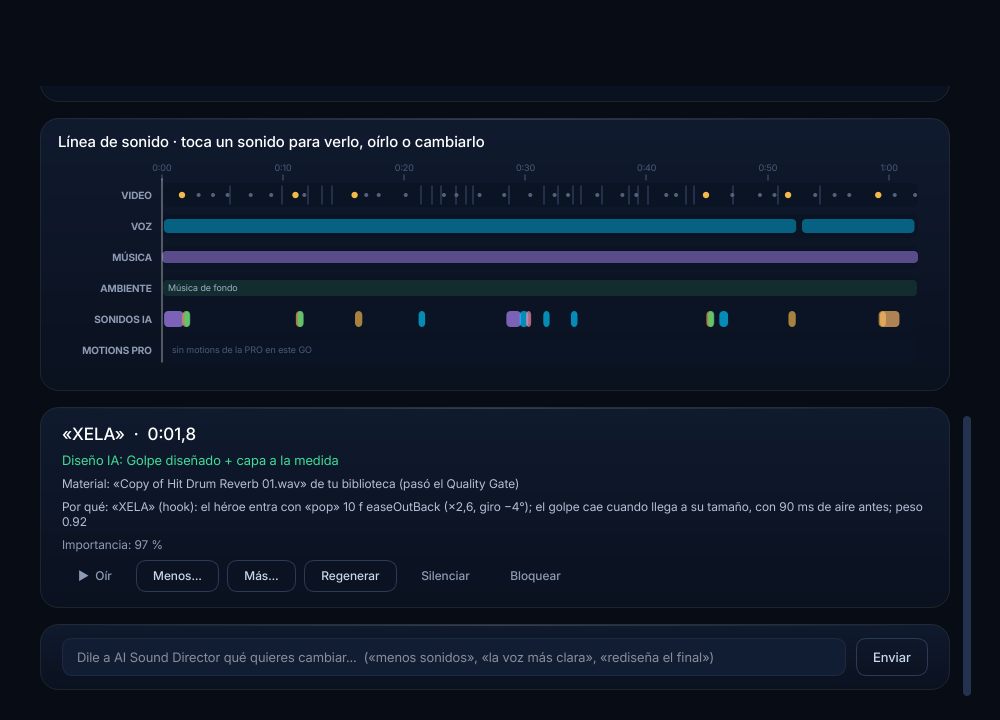 Línea de sonido · toca un sonido para verlo, oírlo o cambiarlo
0:00 0:10 0:20 0:30 0:40 0:50 1:00
VIDEO
VOZ
MÚSICA
AMBIENTE Música de fondo
SONIDOS IA
MOTIONS PRO sin motions de la PRO en este GO
«XELA» · 0:01,8
Diseño IA: Golpe diseñado + capa a la medida
Material: «Copy of Hit Drum Reverb 01.wav» de tu biblioteca (pasó el Quality Gate)
Por qué: «XELA» (hook): el héroe entra con «pop» 10 f easeOutBack (×2,6, giro −4°); el golpe cae cuando llega a su tamaño, con 90 ms de aire antes; peso
0.92
Importancia: 97 %
▶ Oír Menos... Más... Regenerar Silenciar Bloquear
Dile a AI Sound Director qué quieres cambiar... («menos sonidos», «la voz más clara», «rediseña el final») Enviar